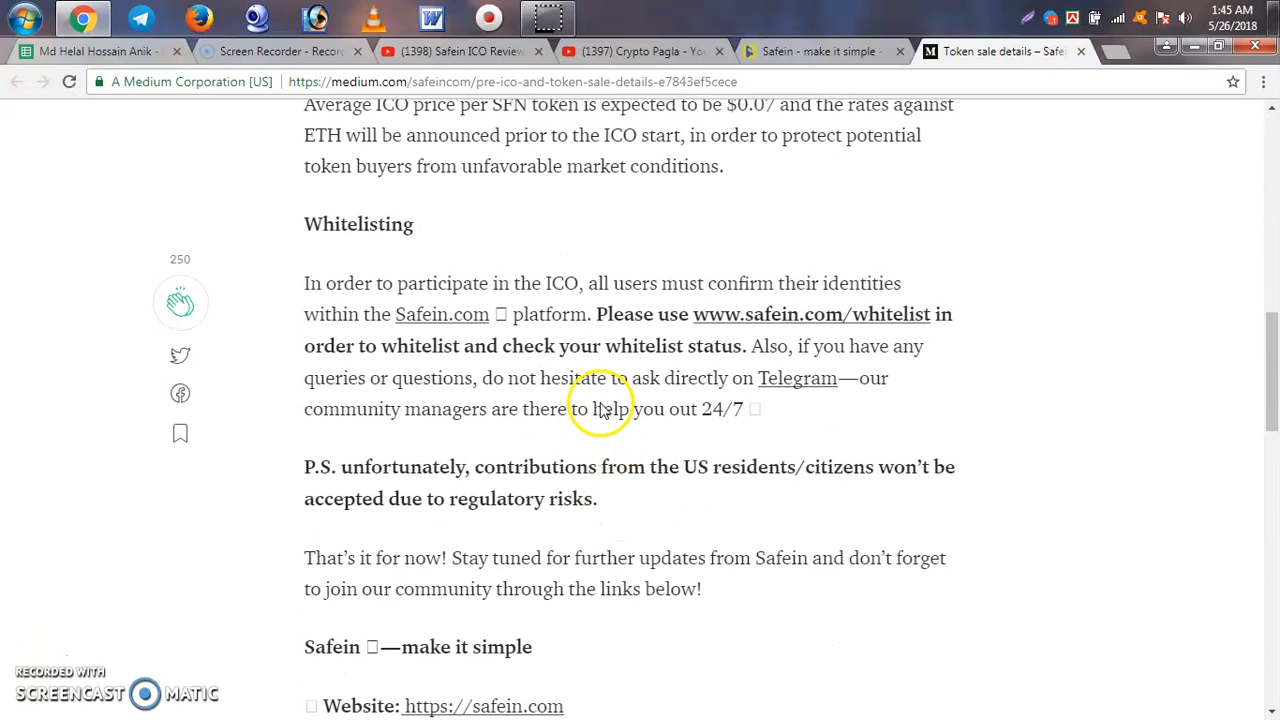 1:45 AM
5/26/2018
Md Helal Hossain Anik -
Screen Recorder - Recor
(1398) Safein ICO Review
(1397) Crypto Pagla - Yo
Safein - make it simple -
Token sale details – Safe
A Medium Corporation [US]
https://medium.com/safeincom/pre-ico-and-token-sale-details-e7843ef5cece
Average ICO price per SFN token is expected to be $0.07 and the rates against
ETH will be announced prior to the ICO start, in order to protect potential
token buyers from unfavorable market conditions.
Whitelisting
250
In order to participate in the ICO, all users must confirm their identities
within the Safein.com platform. Please use www.safein.com/whitelist in
order to whitelist and check your whitelist status. Also, if you have any
queries or questions, do not hesitate to ask directly on Telegram—our
community managers are there to help you out 24/7
P.S. unfortunately, contributions from the US residents/citizens won’t be
accepted due to regulatory risks.
That’s it for now! Stay tuned for further updates from Safein and don’t forget
to join our community through the links below!
Safein —make it simple
Website: https://safein.com
RECORDED WITH
SCREENCAST MATIC